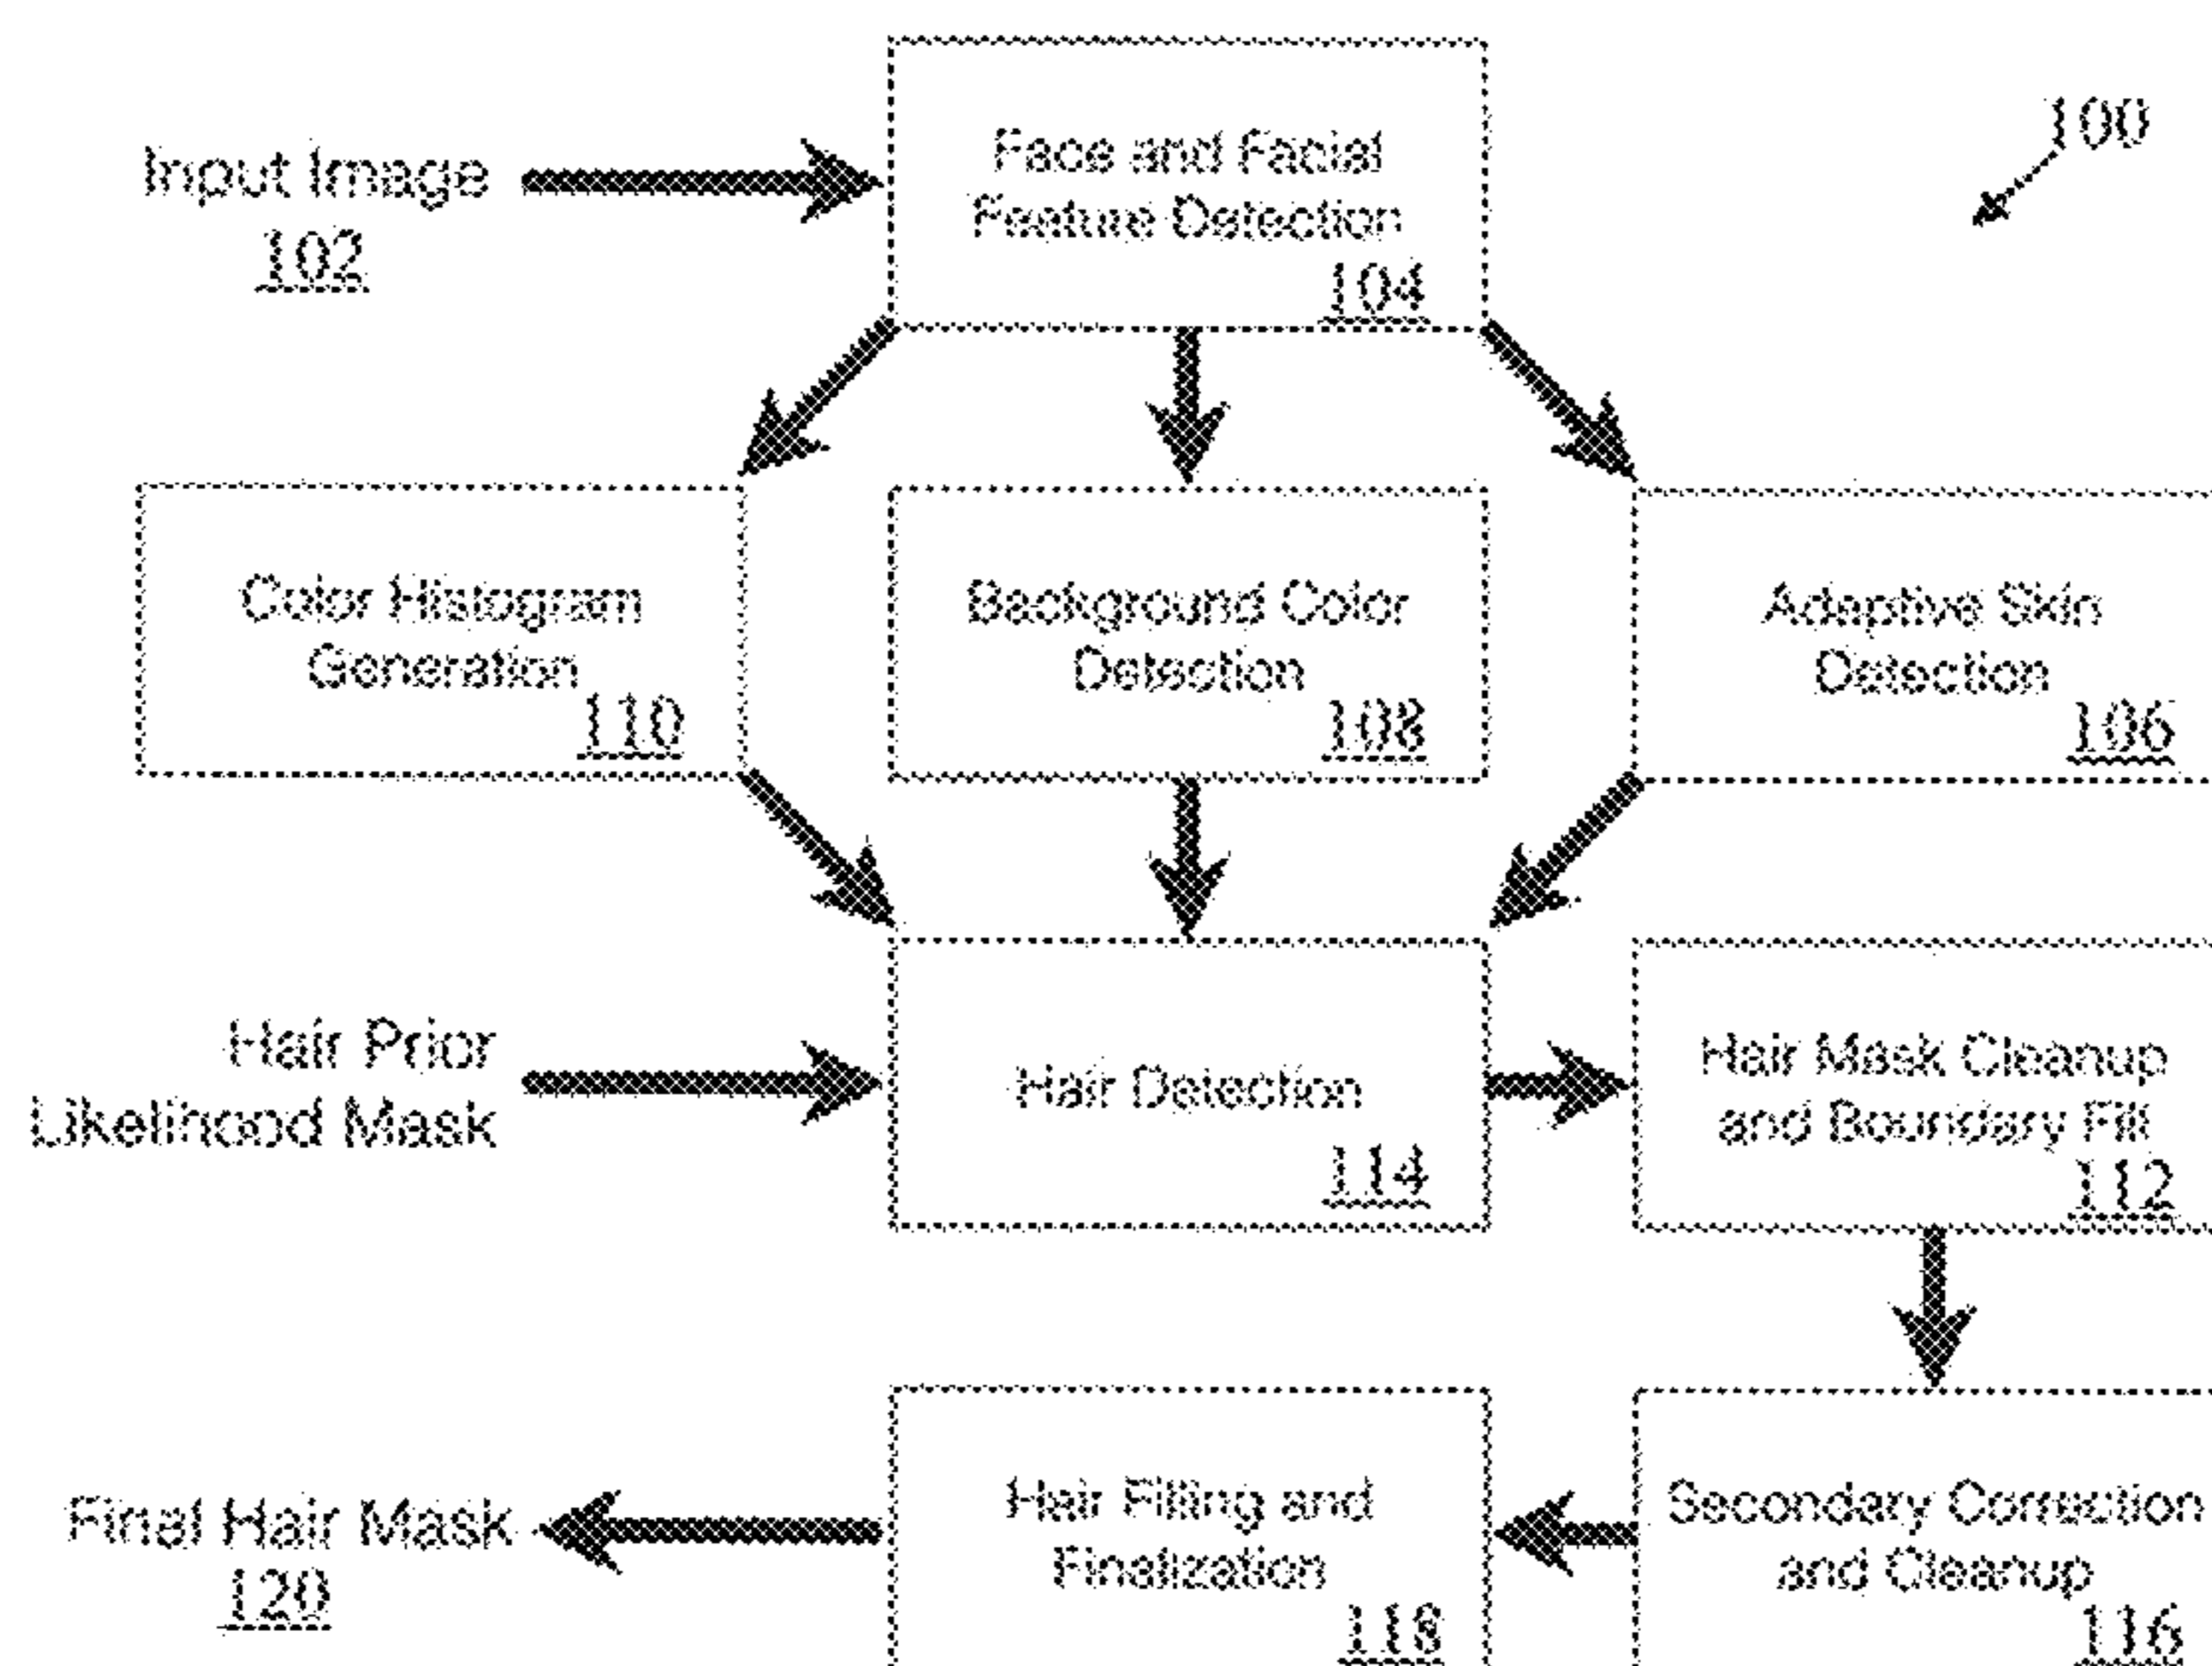 100
Input Image
102
Face and Facial
Feature Detection
104
Color Histogram
Generation
110
Background Color
Detection
108
Adaptive Skin
Detection
106
Hair Prior
Likelihood Mask
Hair Detection
114
Hair Mask Cleanup
and Boundary Fill
112
Final Hair Mask
120
Hair Filling and
Finalization
118
Secondary Correction
and Cleanup
116